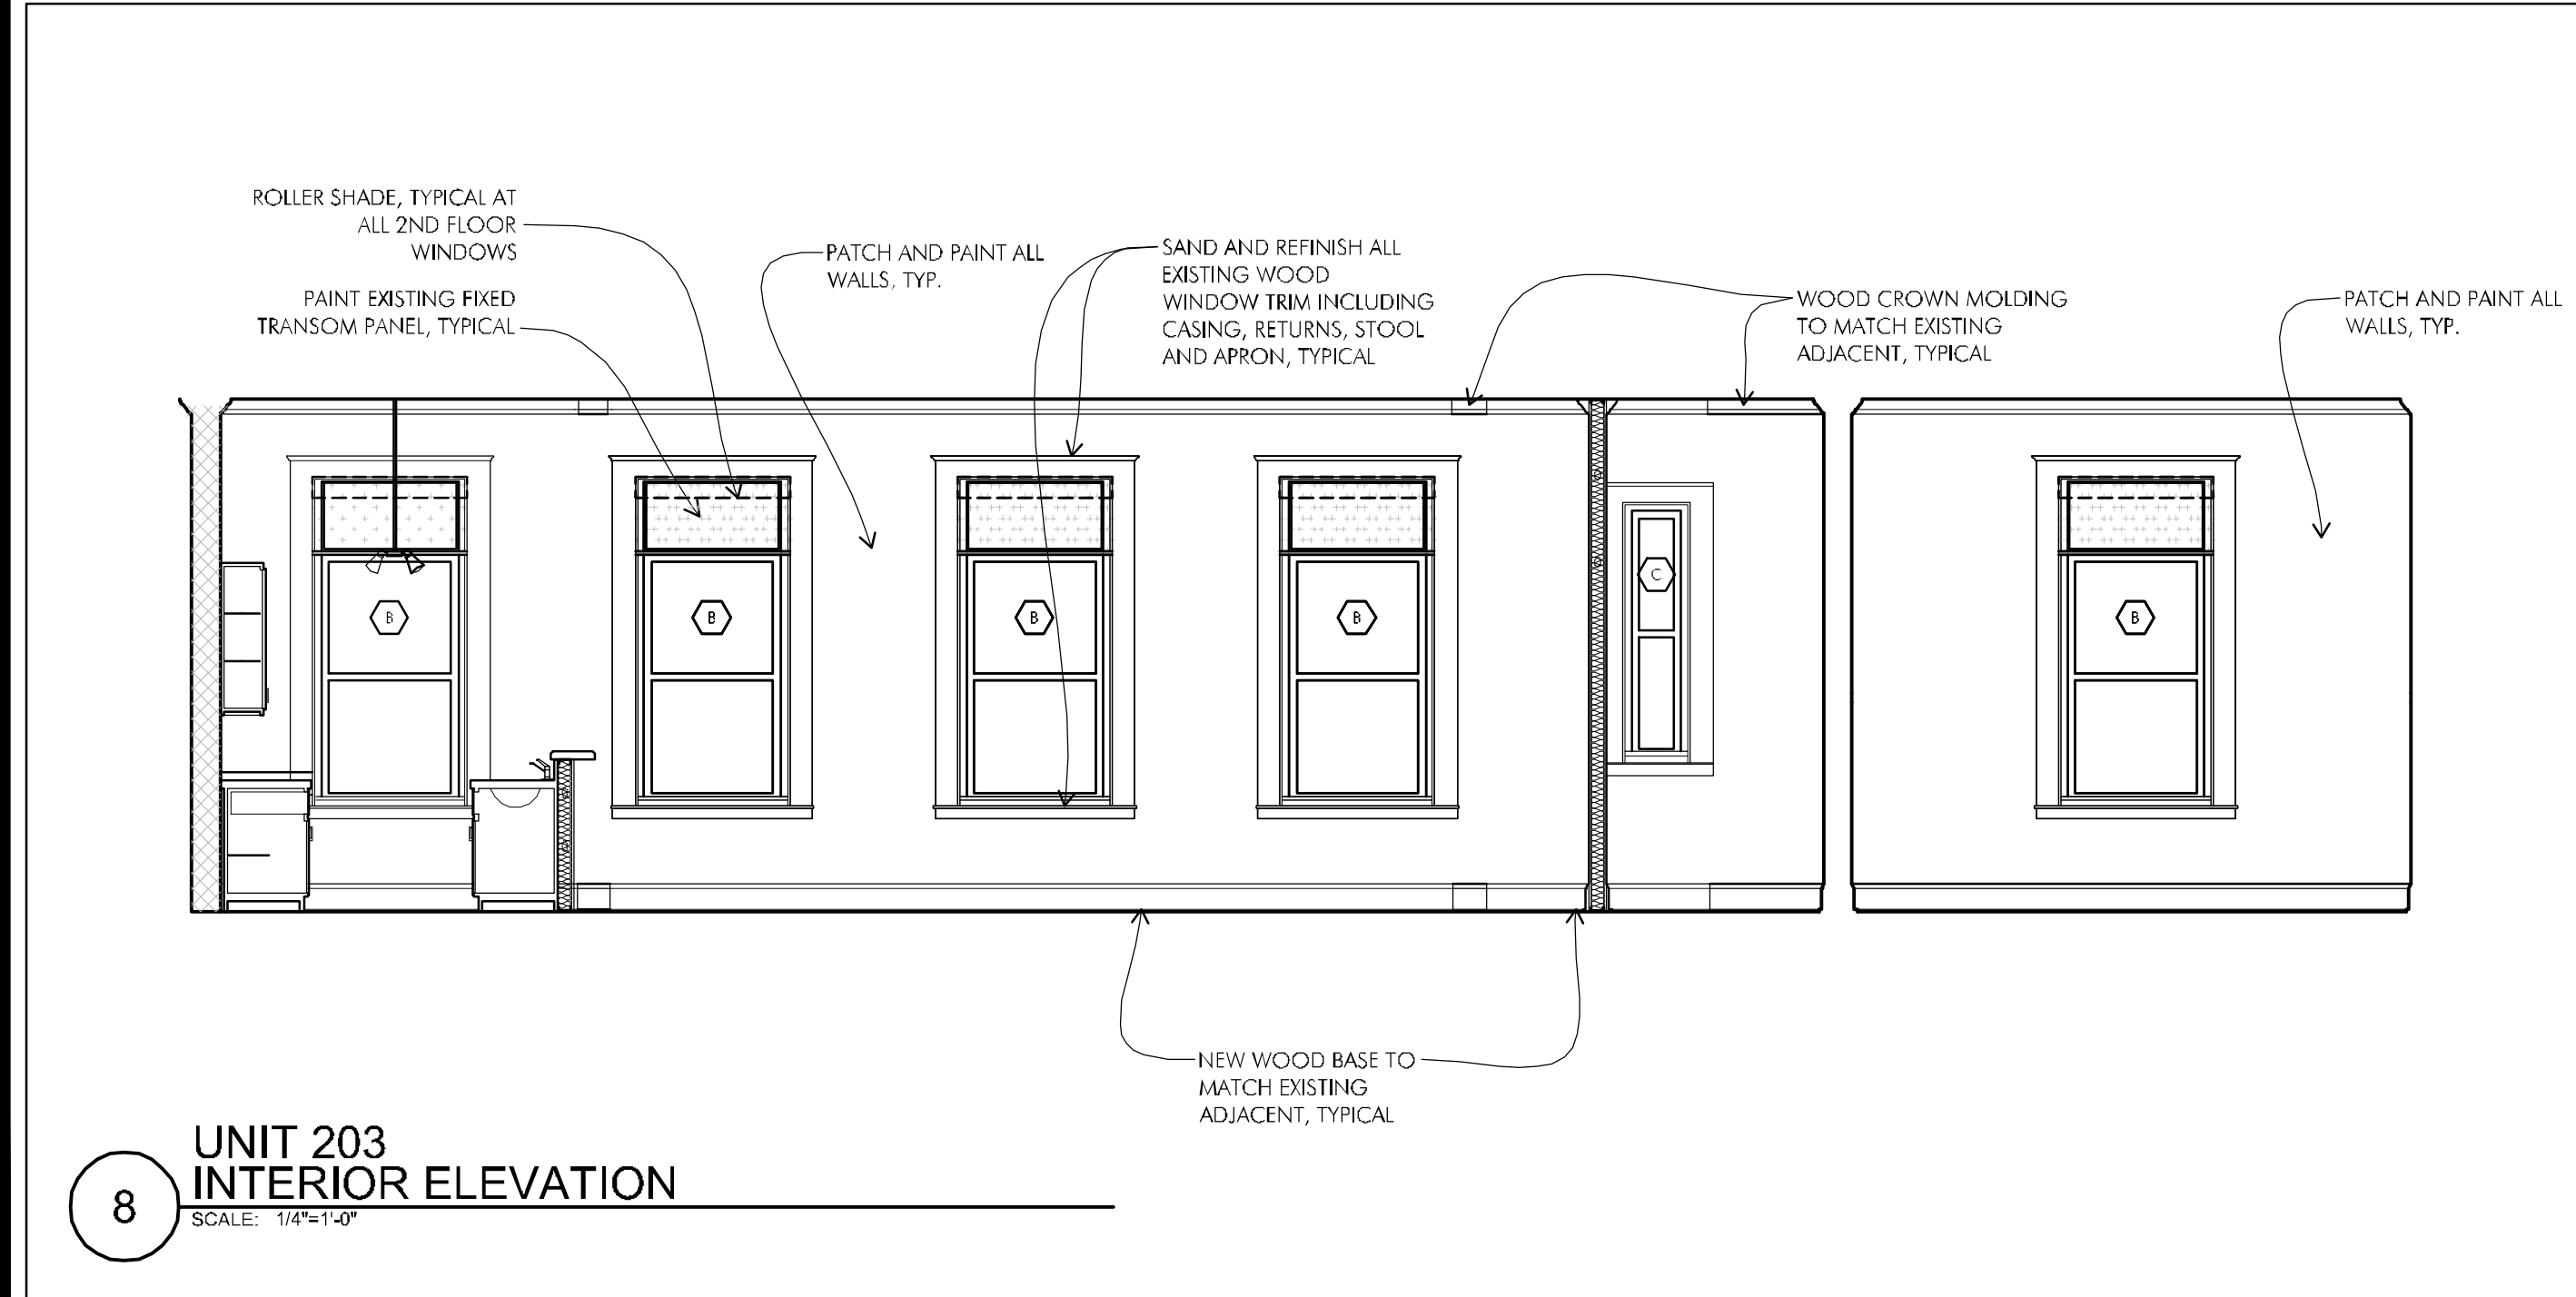 ROLLER SHADE, TYPICAL AT
ALL 2ND FLOOR
WINDOWS
PAINT EXISTING FIXED
TRANSOM PANEL, TYPICAL
PATCH AND PAINT ALL
WALLS, TYP.
SAND AND REFINISH ALL
EXISTING WOOD
WINDOW TRIM INCLUDING
CASING, RETURNS, STOOL
AND APRON, TYPICAL
WOOD CROWN MOLDING
TO MATCH EXISTING
ADJACENT, TYPICAL
PATCH AND PAINT ALL
WALLS, TYP.
B
B
B
B
C
B
NEW WOOD BASE TO
MATCH EXISTING
ADJACENT, TYPICAL
8
UNIT 203
INTERIOR ELEVATION
SCALE: 1/4"=1'-0"